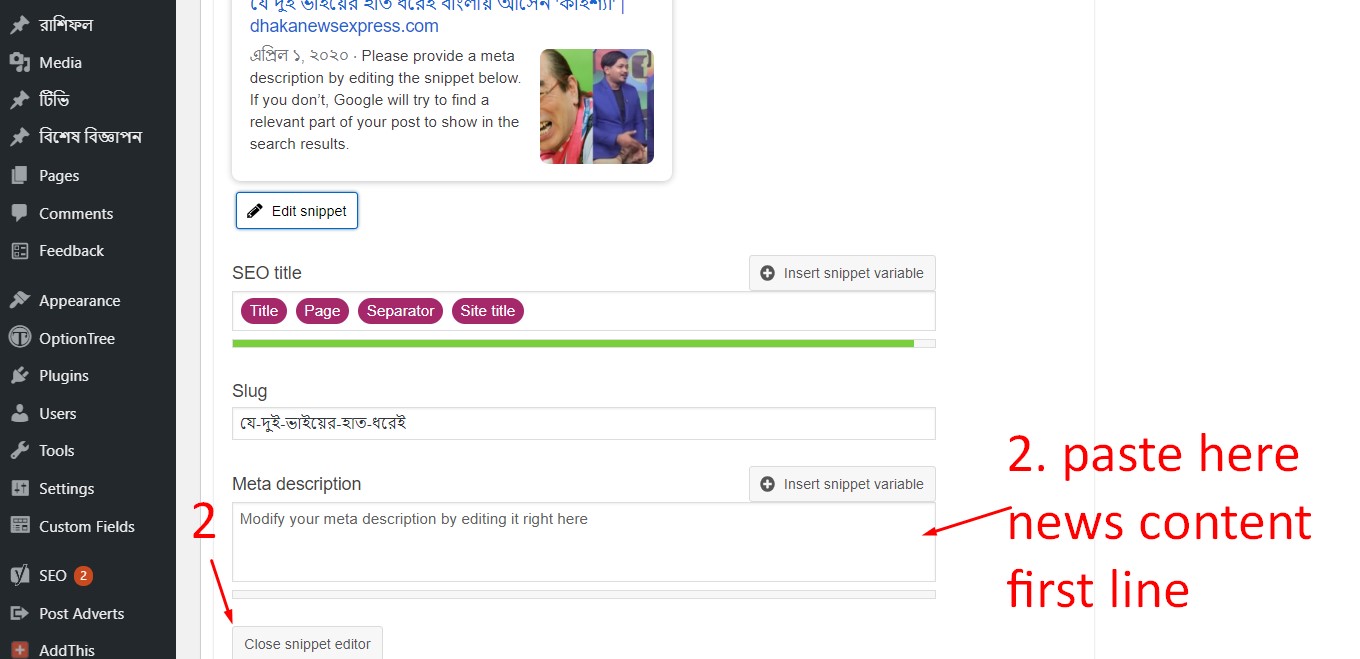 রাশিফল
Media
টিভি
বিশেষ বিজ্ঞাপন
Pages
Comments
Feedback
Appearance
OptionTree
Plugins
Users
Tools
Settings
Custom Fields
SEO 2
Post Adverts
AddThis
যে দুই ভাইয়ের হাত ধরেই বাংলায় আসেন 'কাইশ্যা' |
dhakanewsexpress.com
এপ্রিল ১, ২০২০ · Please provide a meta
description by editing the snippet below.
If you don’t, Google will try to find a
relevant part of your post to show in the
search results.
Edit snippet
SEO title
Insert snippet variable
Title Page Separator Site title
Slug
যে-দুই-ভাইয়ের-হাত-ধরেই
Meta description
Insert snippet variable
Modify your meta description by editing it right here
2
Close snippet editor
2. paste here
news content
first line